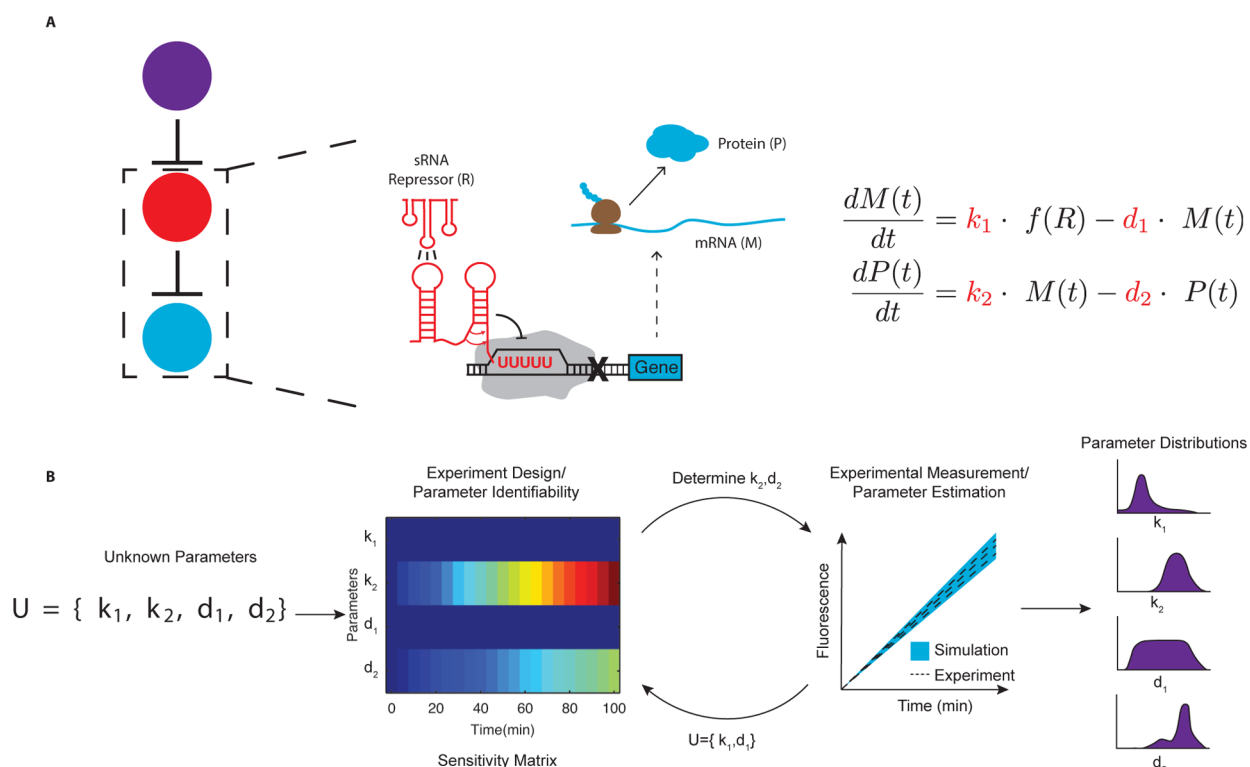 A
sRNA
Repressor (R)
Protein (P)
mRNA (M)
UUUUU
X
Gene
dM(t)/dt = k₁ · f(R) − d₁ · M(t)
dP(t)/dt = k₂ · M(t) − d₂ · P(t)
B
Unknown Parameters
U = { k₁, k₂, d₁, d₂}
Experiment Design/
Parameter Identifiability
Parameters
k₁
k₂
d₁
d₂
0 20 40 60 80 100
Time(min)
Sensitivity Matrix
Determine k₂,d₂
U={ k₁,d₁}
Experimental Measurement/
Parameter Estimation
Fluorescence
Simulation
Experiment
Time (min)
Parameter Distributions
k₁
k₂
d₁